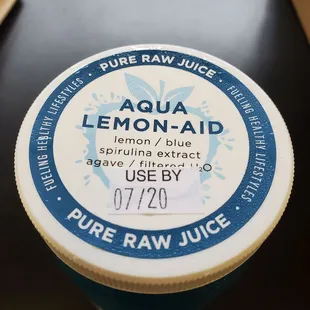 PURE RAW JUICE
FUELING HEALTHY LIFESTYLES
FUELING HEALTHY LIFESTYLES
AQUA
LEMON-AID
lemon / blue
spirulina extract
agave / filtered H₂O
USE BY
07/20
PURE RAW JUICE